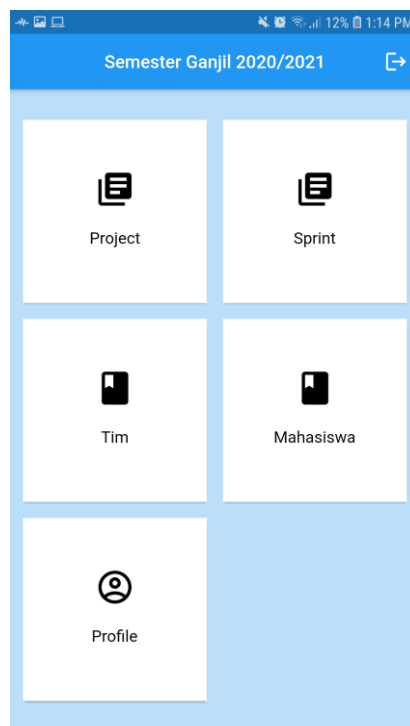 12% 1:14 PM
Semester Ganjil 2020/2021
Project
Sprint
Tim
Mahasiswa
Profile